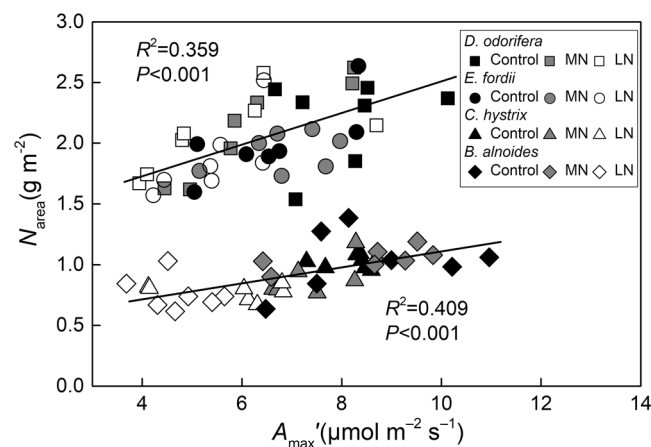 3.0
2.5
2.0
1.5
1.0
0.5
0.0
N area (g m⁻²)
R²=0.359
P<0.001
D. odorifera
Control MN LN
E. fordii
Control MN LN
C. hystrix
Control MN LN
B. alnoides
Control MN LN
R²=0.409
P<0.001
4 6 8 10 12 14
A max′(μmol m⁻² s⁻¹)